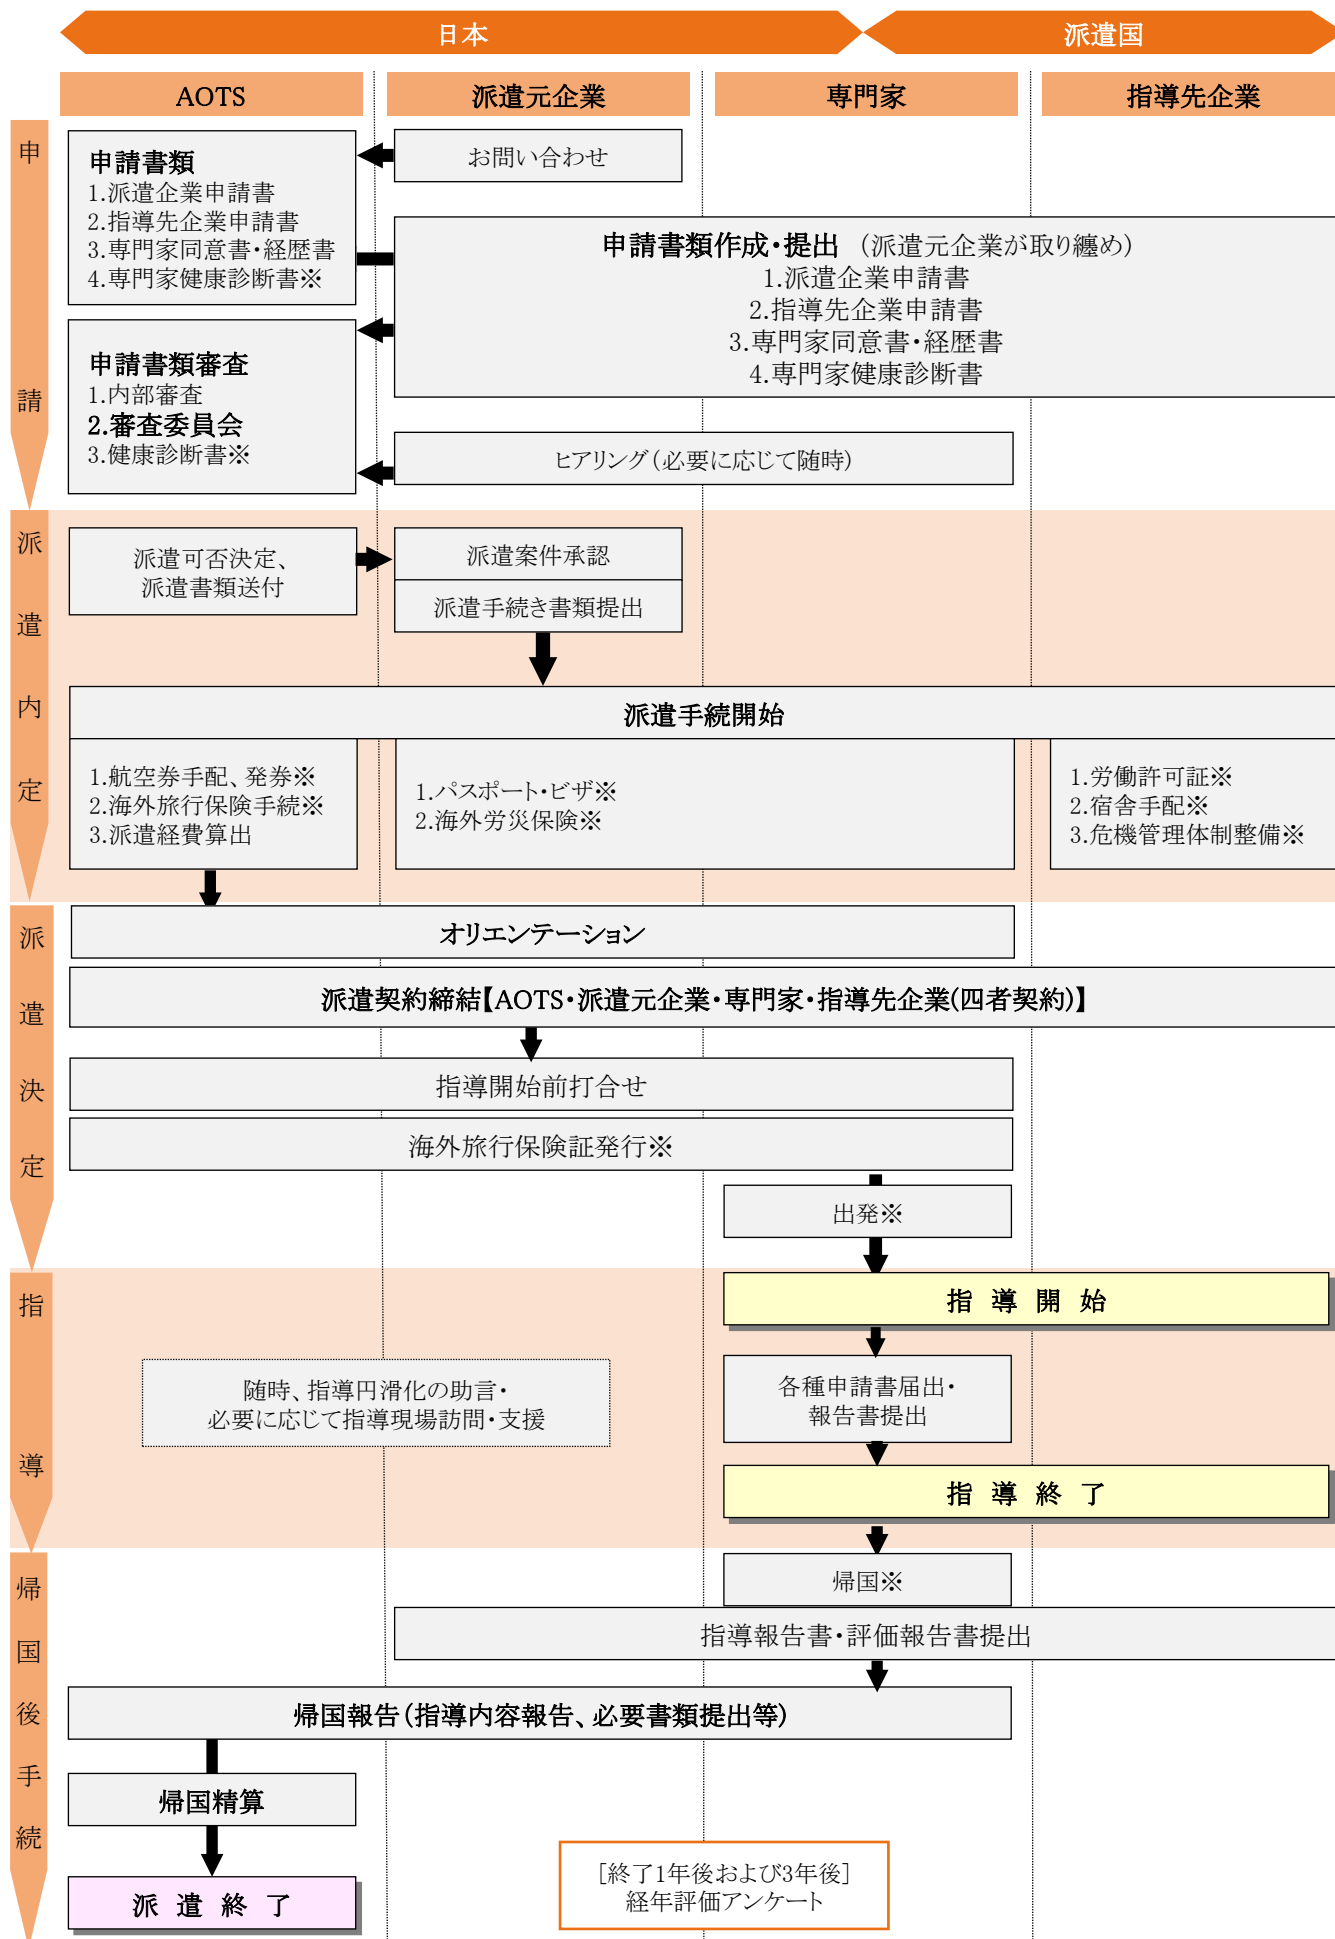 日本
派遣国
AOTS
派遣元企業
専門家
指導先企業
申請
申請書類
1.派遣企業申請書
2.指導先企業申請書
3.専門家同意書・経歴書
4.専門家健康診断書※
お問い合わせ
申請書類作成・提出 （派遣元企業が取り纏め）
1.派遣企業申請書
2.指導先企業申請書
3.専門家同意書・経歴書
4.専門家健康診断書
申請書類審査
1.内部審査
2.審査委員会
3.健康診断書※
ヒアリング（必要に応じて随時）
派遣内定
派遣可否決定、
派遣書類送付
派遣案件承認
派遣手続き書類提出
派遣手続開始
1.航空券手配、発券※
2.海外旅行保険手続※
3.派遣経費算出
1.パスポート・ビザ※
2.海外労災保険※
1.労働許可証※
2.宿舎手配※
3.危機管理体制整備※
派遣決定
オリエンテーション
派遣契約締結【AOTS・派遣元企業・専門家・指導先企業(四者契約)】
指導開始前打合せ
海外旅行保険証発行※
出発※
指導
指 導 開 始
随時、指導円滑化の助言・
必要に応じて指導現場訪問・支援
各種申請書届出・
報告書提出
指 導 終 了
帰国後手続
帰国※
指導報告書・評価報告書提出
帰国報告（指導内容報告、必要書類提出等）
帰国精算
派 遣 終 了
［終了1年後および3年後］
経年評価アンケート